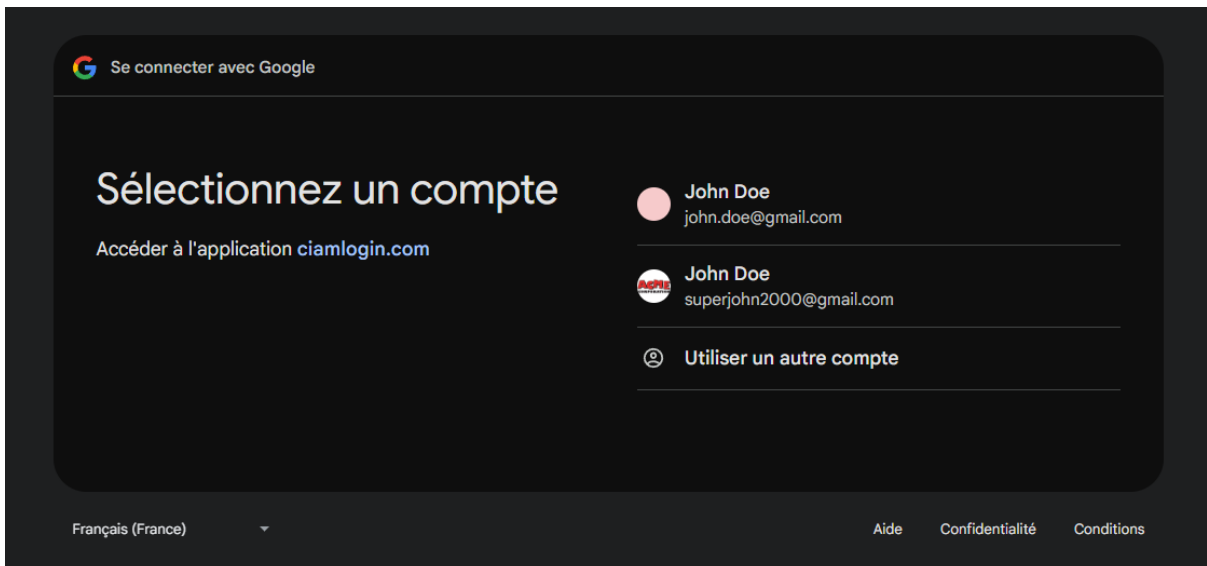 Se connecter avec Google
Sélectionnez un compte
Accéder à l'application ciamlogin.com
John Doe
john.doe@gmail.com
ACME
John Doe
superjohn2000@gmail.com
Utiliser un autre compte
Français (France)
Aide Confidentialité Conditions